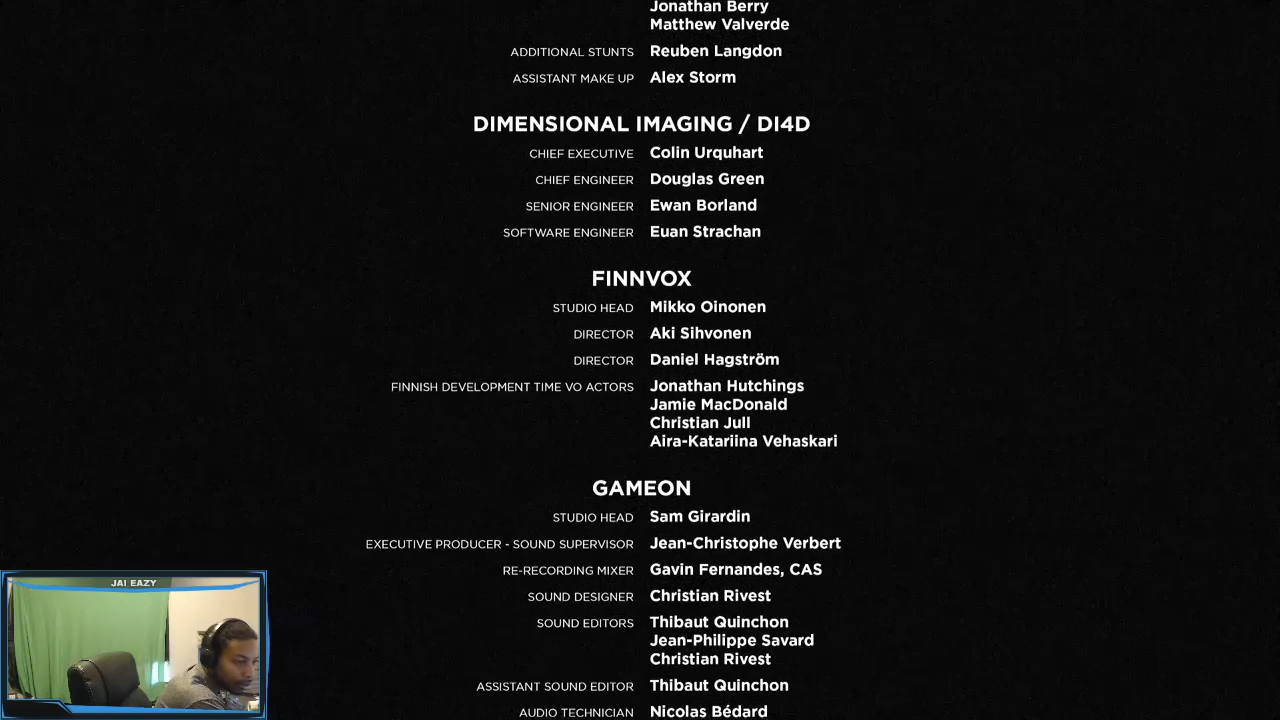 Jonathan Berry
Matthew Valverde
ADDITIONAL STUNTS Reuben Langdon
ASSISTANT MAKE UP Alex Storm
DIMENSIONAL IMAGING / DI4D
CHIEF EXECUTIVE Colin Urquhart
CHIEF ENGINEER Douglas Green
SENIOR ENGINEER Ewan Borland
SOFTWARE ENGINEER Euan Strachan
FINNVOX
STUDIO HEAD Mikko Oinonen
DIRECTOR Aki Sihvonen
DIRECTOR Daniel Hagström
FINNISH DEVELOPMENT TIME VO ACTORS Jonathan Hutchings
Jamie MacDonald
Christian Jull
Aira-Katariina Vehaskari
GAMEON
STUDIO HEAD Sam Girardin
EXECUTIVE PRODUCER - SOUND SUPERVISOR Jean-Christophe Verbert
RE-RECORDING MIXER Gavin Fernandes, CAS
SOUND DESIGNER Christian Rivest
SOUND EDITORS Thibaut Quinchon
Jean-Philippe Savard
Christian Rivest
ASSISTANT SOUND EDITOR Thibaut Quinchon
AUDIO TECHNICIAN Nicolas Bédard
JAI EAZY